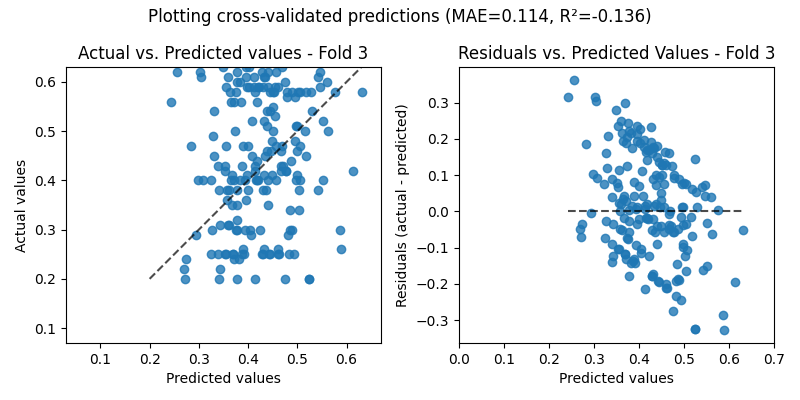 Plotting cross-validated predictions (MAE=0.114, R²=-0.136)
Actual vs. Predicted values - Fold 3
Actual values
0.6
0.5
0.4
0.3
0.2
0.1
0.1 0.2 0.3 0.4 0.5 0.6
Predicted values
Residuals vs. Predicted Values - Fold 3
Residuals (actual - predicted)
0.3
0.2
0.1
0.0
−0.1
−0.2
−0.3
0.0 0.1 0.2 0.3 0.4 0.5 0.6 0.7
Predicted values